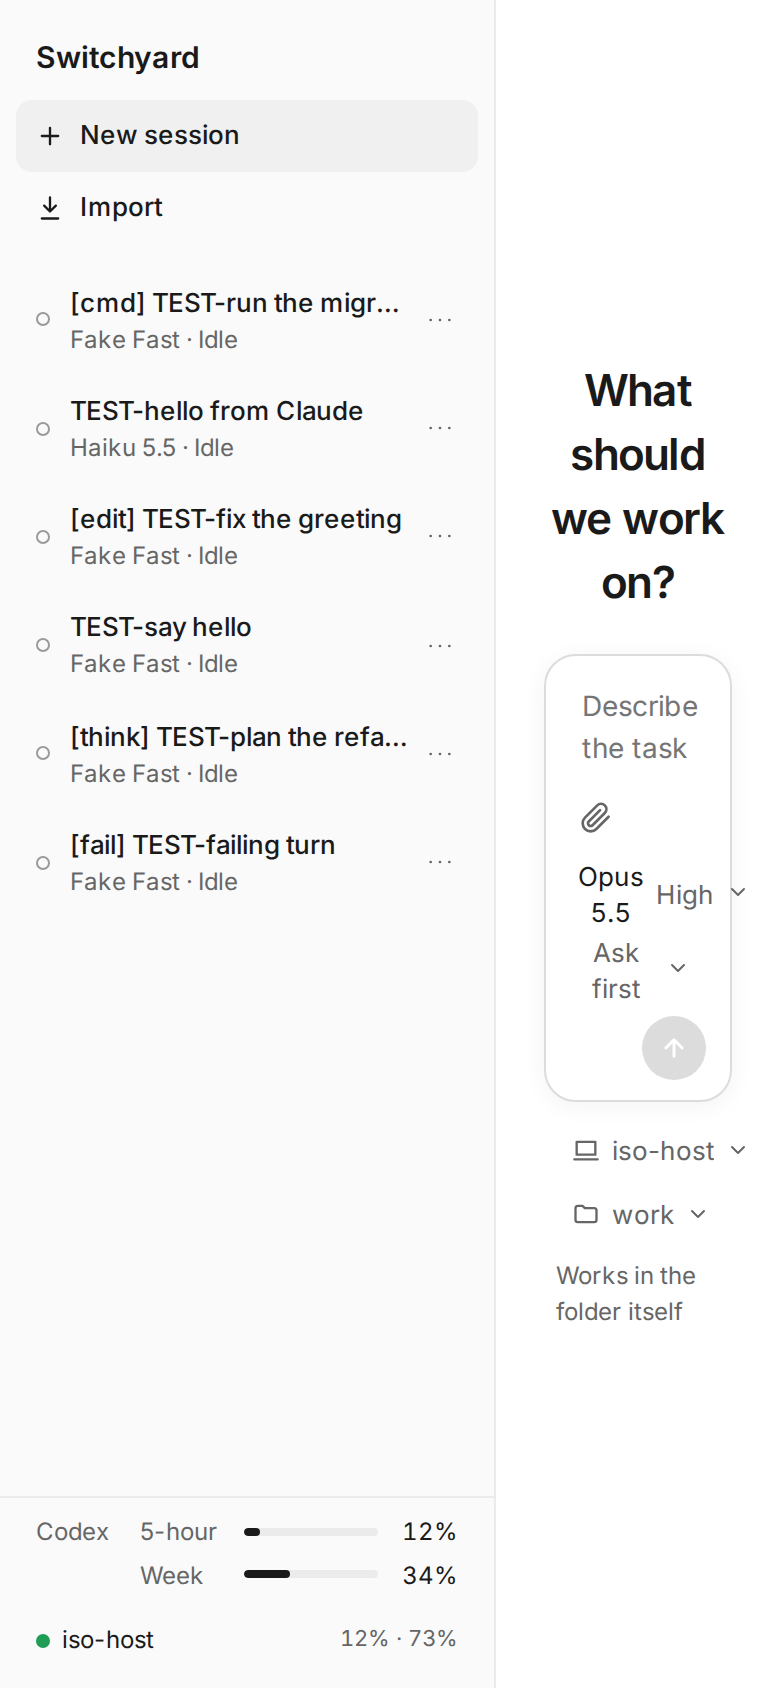 Switchyard
New session
Import
[cmd] TEST-run the migr...
Fake Fast · Idle
TEST-hello from Claude
Haiku 5.5 · Idle
[edit] TEST-fix the greeting
Fake Fast · Idle
TEST-say hello
Fake Fast · Idle
[think] TEST-plan the refa...
Fake Fast · Idle
[fail] TEST-failing turn
Fake Fast · Idle
Codex 5-hour 12%
Week 34%
iso-host 12% · 73%
What
should
we work
on?
Describe
the task
Opus
5.5
High
Ask
first
iso-host
work
Works in the
folder itself